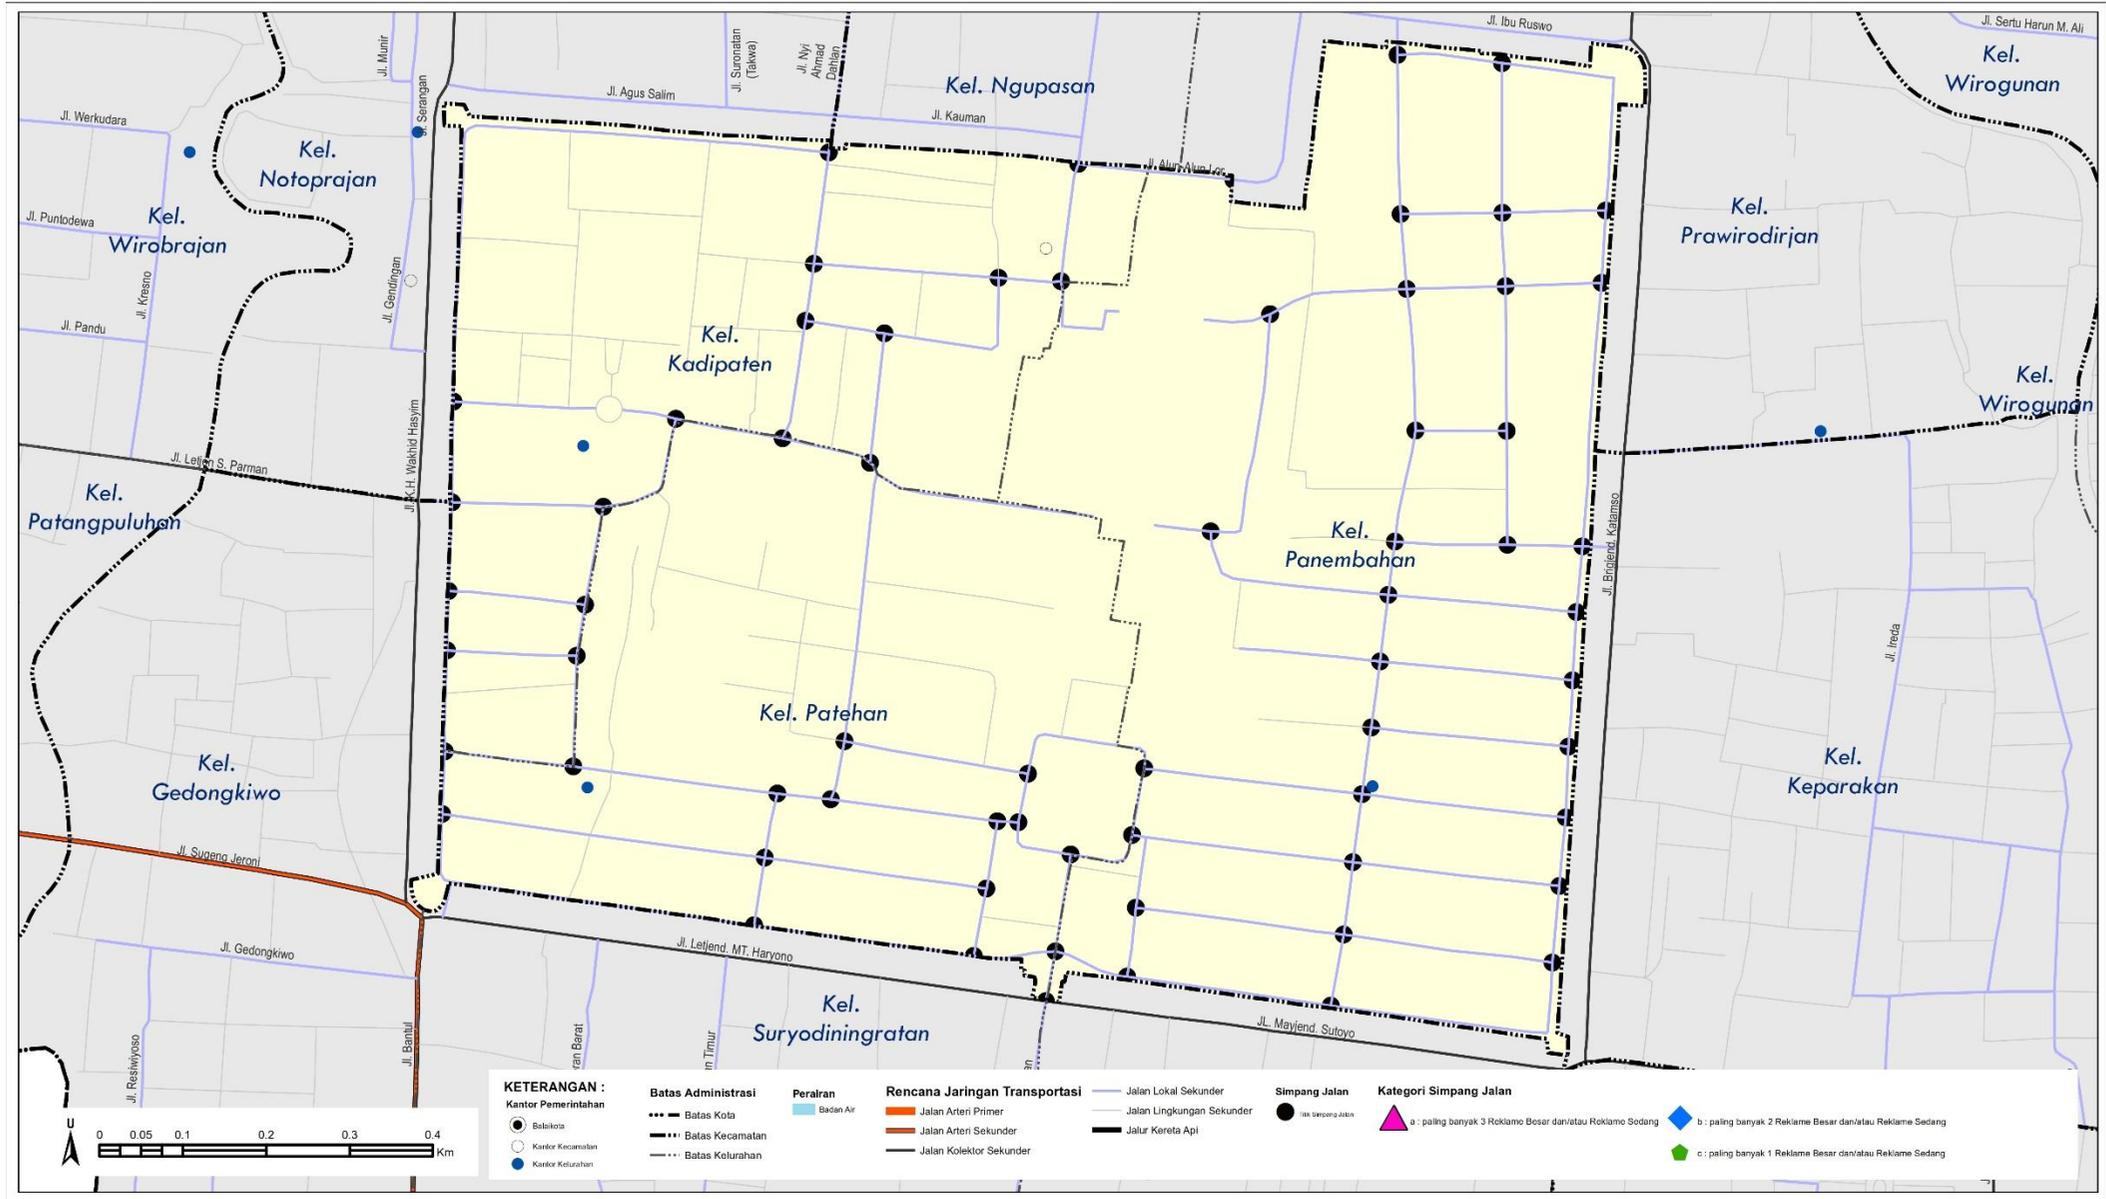 Jl. Ibu Ruswo
Jl. Sertu Harun M. Ali
Jl. Munir
Jl. Suronatan
(Takwa)
Jl. Nyi
Ahmad
Dahlan
Kel.
Wirogunan
Kel. Ngupasan
Jl. Serangan
Jl. Agus Salim
Jl. Kauman
Jl. Werkudara
Kel.
Notoprajan
Jl. Alun-Alun Lor
Jl. Puntodewa
Kel.
Wirobrajan
Kel.
Prawirodirjan
Jl. Kresno
Jl. Gendingan
Jl. Pandu
Kel.
Kadipaten
Kel.
Wirogunan
Jl. K.H. Wakhid Hasyim
Jl. Letjen S. Parman
Kel.
Patangpuluhan
Kel.
Panembahan
Jl. Brigjend. Katamso
Jl. Ireda
Kel. Patehan
Kel.
Gedongkiwo
Kel.
Keparakan
Jl. Sugeng Jeroni
Jl. Gedongkiwo
Jl. Letjend. MT. Haryono
Kel.
Suryodiningratan
JL. Mayjend. Sutoyo
Jl. Resiwiyoso
Jl. Bantul
Barat
Timur
U
0 0.05 0.1 0.2 0.3 0.4
Km
KETERANGAN :
Kantor Pemerintahan
Balaikota
Kantor Kecamatan
Kantor Kelurahan
Batas Administrasi
Batas Kota
Batas Kecamatan
Batas Kelurahan
Perairan
Badan Air
Rencana Jaringan Transportasi
Jalan Arteri Primer
Jalan Arteri Sekunder
Jalan Kolektor Sekunder
Jalan Lokal Sekunder
Jalan Lingkungan Sekunder
Jalur Kereta Api
Simpang Jalan
Titik Simpang Jalan
Kategori Simpang Jalan
a : paling banyak 3 Reklame Besar dan/atau Reklame Sedang
b : paling banyak 2 Reklame Besar dan/atau Reklame Sedang
c : paling banyak 1 Reklame Besar dan/atau Reklame Sedang